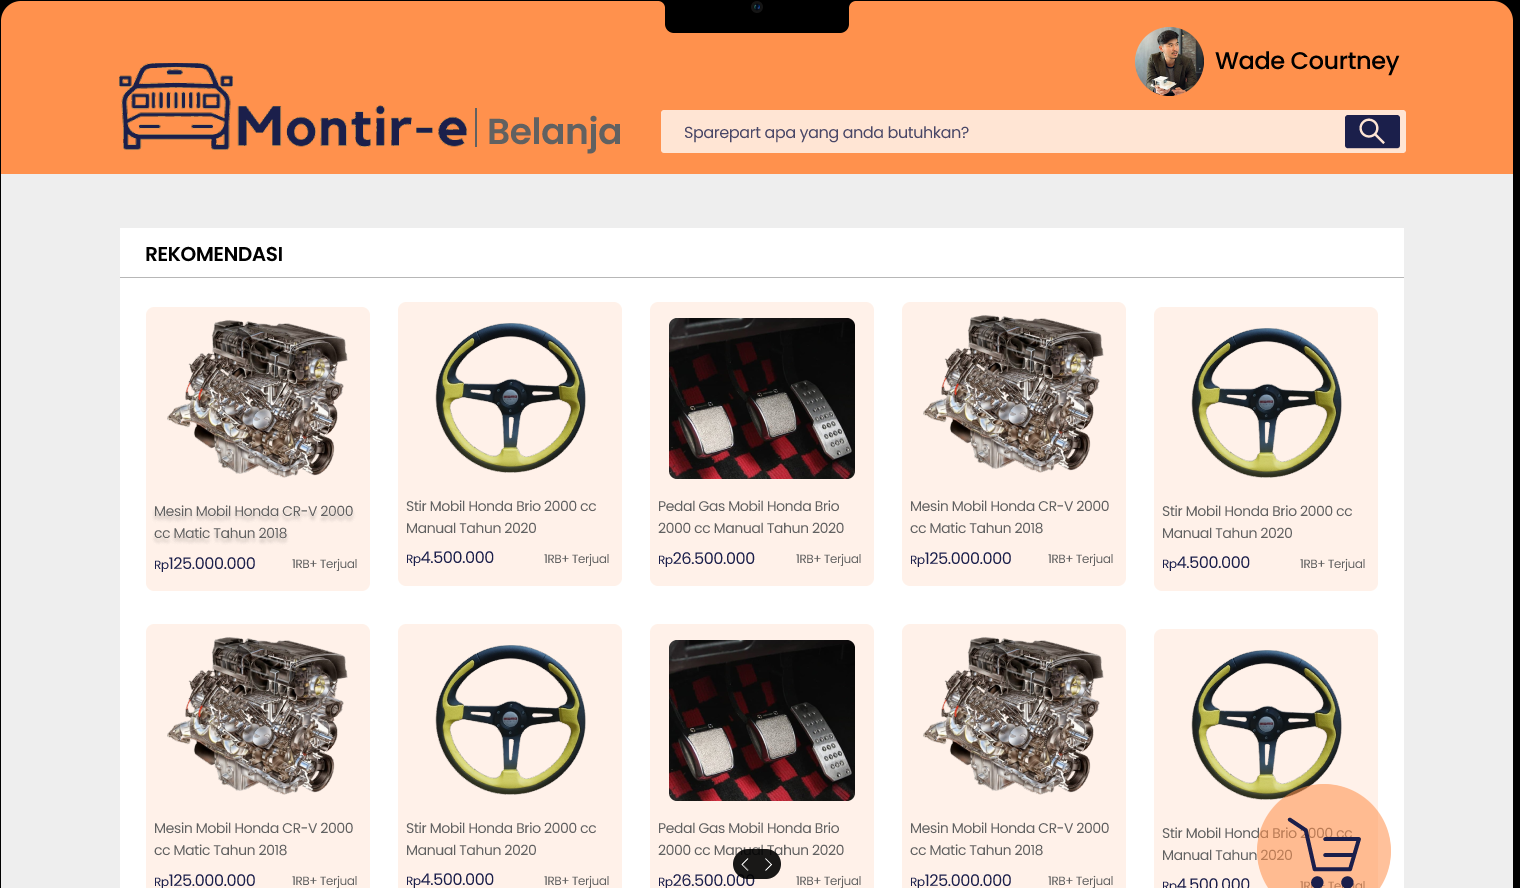 Wade Courtney
Montir-e Belanja
Sparepart apa yang anda butuhkan?
REKOMENDASI
Mesin Mobil Honda CR-V 2000
cc Matic Tahun 2018
Rp125.000.000 1RB+ Terjual
Stir Mobil Honda Brio 2000 cc
Manual Tahun 2020
Rp4.500.000 1RB+ Terjual
Pedal Gas Mobil Honda Brio
2000 cc Manual Tahun 2020
Rp26.500.000 1RB+ Terjual
Mesin Mobil Honda CR-V 2000
cc Matic Tahun 2018
Rp125.000.000 1RB+ Terjual
Stir Mobil Honda Brio 2000 cc
Manual Tahun 2020
Rp4.500.000 1RB+ Terjual
Mesin Mobil Honda CR-V 2000
cc Matic Tahun 2018
Rp125.000.000 1RB+ Terjual
Stir Mobil Honda Brio 2000 cc
Manual Tahun 2020
Rp4.500.000 1RB+ Terjual
Pedal Gas Mobil Honda Brio
2000 cc Manual Tahun 2020
Rp26.500.000 1RB+ Terjual
Mesin Mobil Honda CR-V 2000
cc Matic Tahun 2018
Rp125.000.000 1RB+ Terjual
Stir Mobil Honda Brio 2000 cc
Manual Tahun 2020
Rp4.500.000 1RB+ Terjual